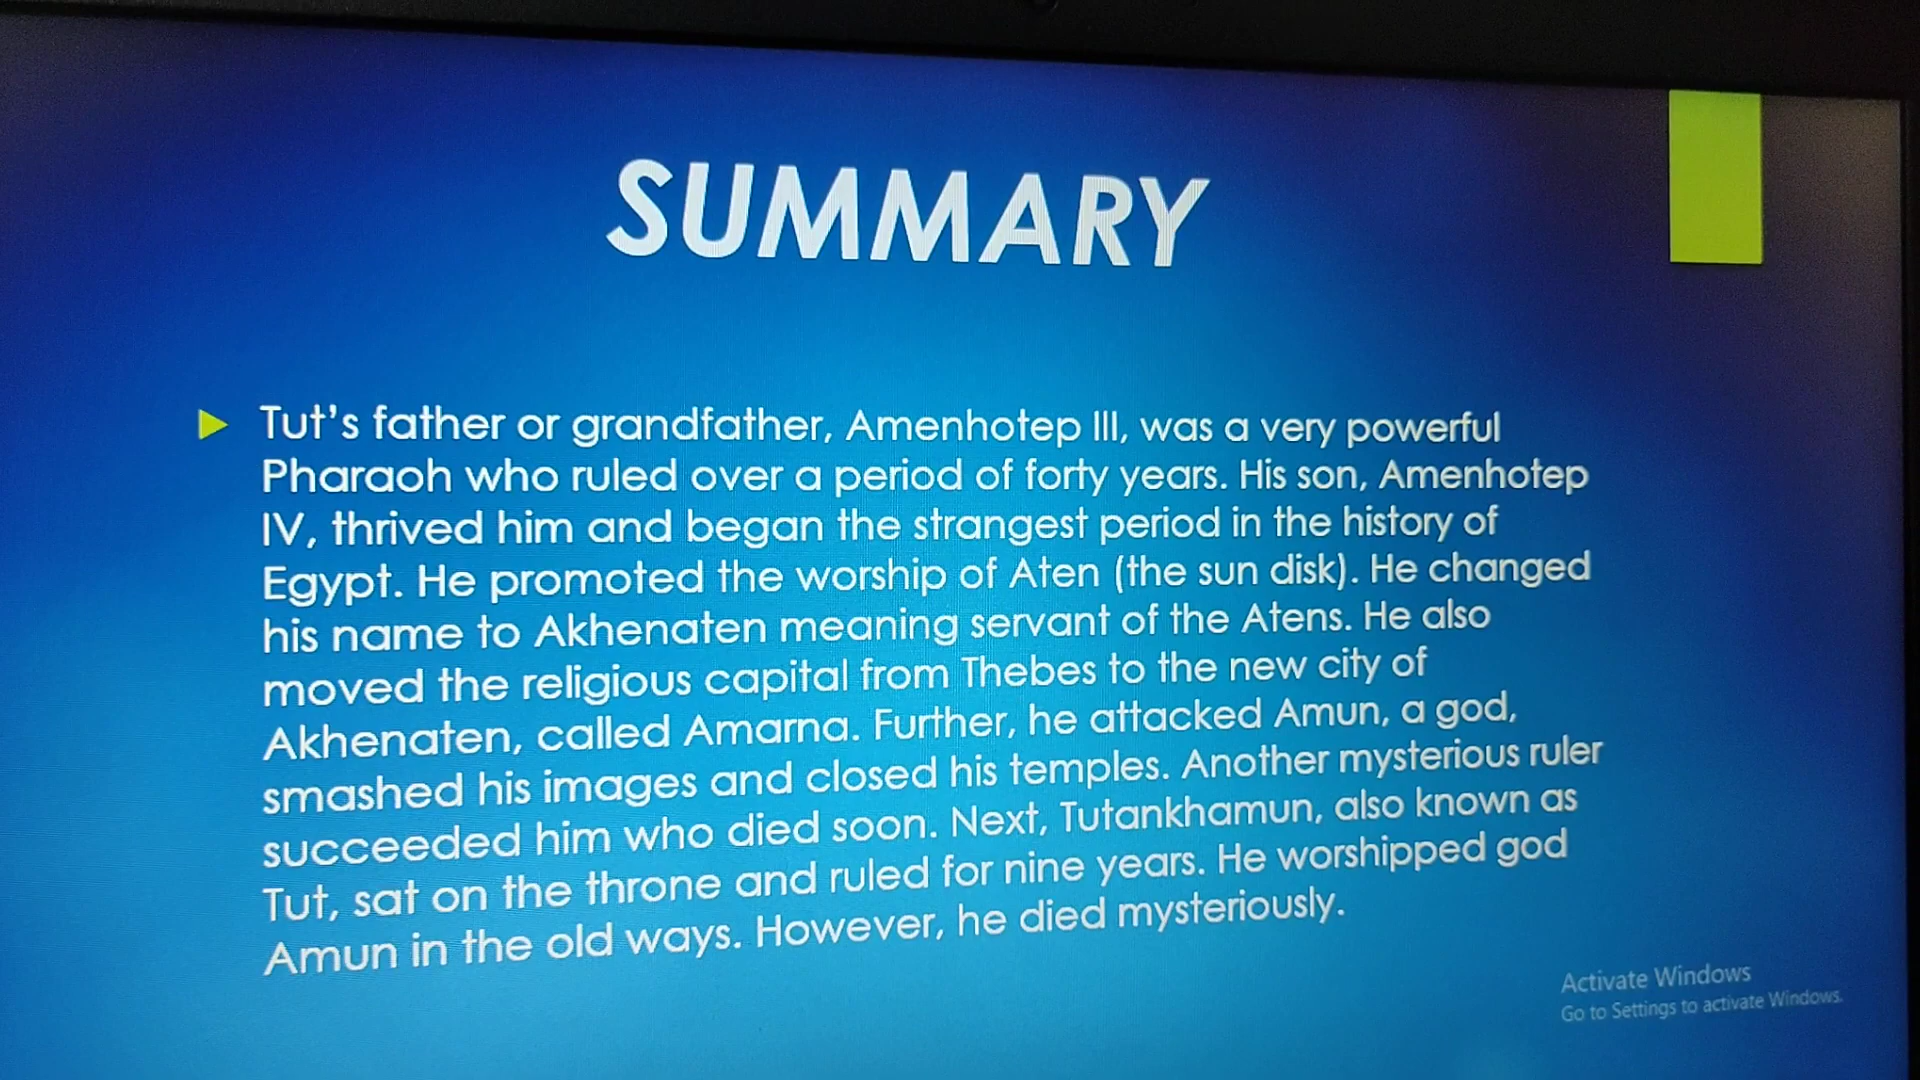 SUMMARY
Tut's father or grandfather, Amenhotep III, was a very powerful
Pharaoh who ruled over a period of forty years. His son, Amenhotep
IV, thrived him and began the strangest period in the history of
Egypt. He promoted the worship of Aten (the sun disk). He changed
his name to Akhenaten meaning servant of the Atens. He also
moved the religious capital from Thebes to the new city of
Akhenaten, called Amarna. Further, he attacked Amun, a god,
smashed his images and closed his temples. Another mysterious ruler
succeeded him who died soon. Next, Tutankhamun, also known as
Tut, sat on the throne and ruled for nine years. He worshipped god
Amun in the old ways. However, he died mysteriously.
Activate Windows
Go to Settings to activate Windows.